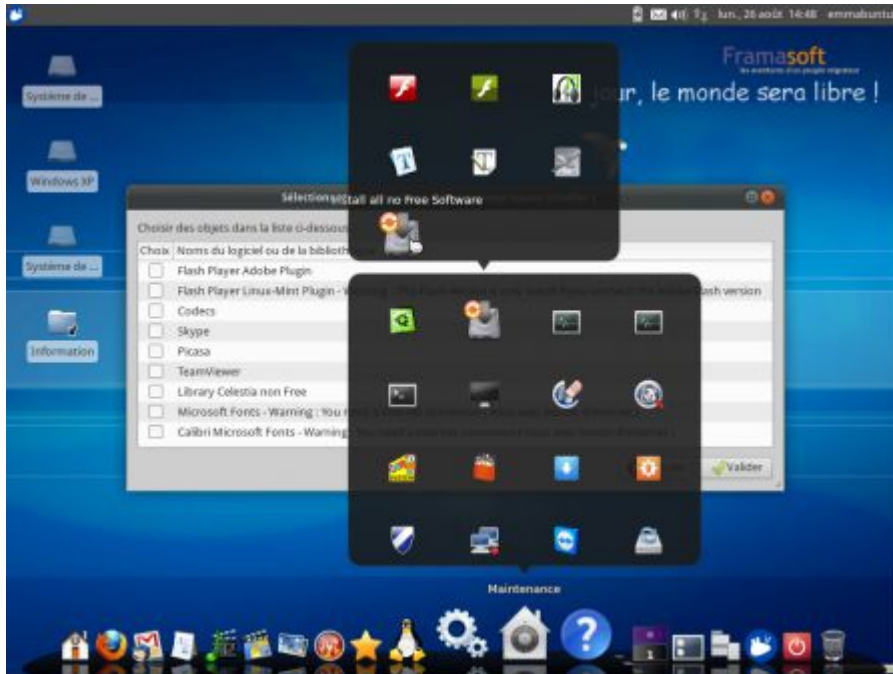 lun., 26 août 14:48 emmabuntu
Framasoft
jour, le monde sera libre !
Système de ...
Windows XP
Système de ...
Information
Install all no Free Software
Choisir des objets dans la liste ci-dessous
Choix Noms du logiciel ou de la
Flash Player Adobe Plugin
Flash Player Linux-Mint Plugin - flash version
Codecs
Skype
Picasa
TeamViewer
Library Celestia non Free
Microsoft Fonts - Warning : You
Calibri Microsoft Fonts - Warning
Valider
Maintenance